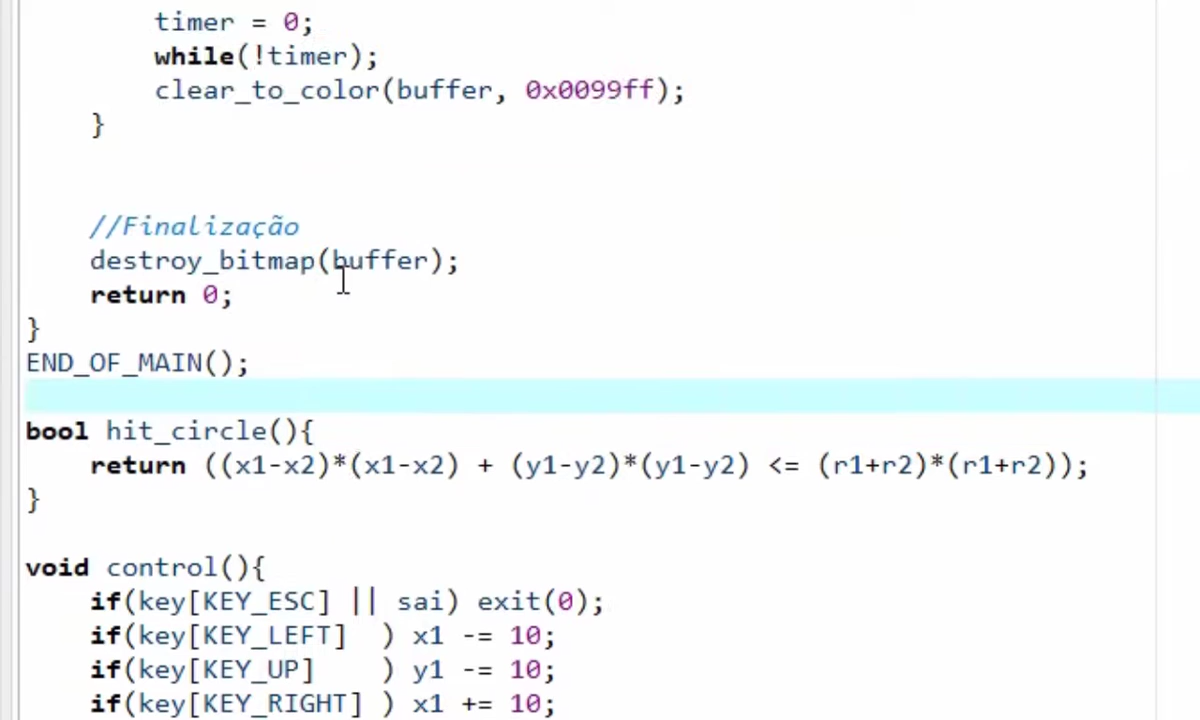 timer = 0;
while(!timer);
clear_to_color(buffer, 0x0099ff);
}
//Finalização
destroy_bitmap(buffer);
return 0;
}
END_OF_MAIN();
bool hit_circle(){
return ((x1-x2)*(x1-x2) + (y1-y2)*(y1-y2) <= (r1+r2)*(r1+r2));
}
void control(){
if(key[KEY_ESC] || sai) exit(0);
if(key[KEY_LEFT]  ) x1 -= 10;
if(key[KEY_UP]    ) y1 -= 10;
if(key[KEY_RIGHT] ) x1 += 10;